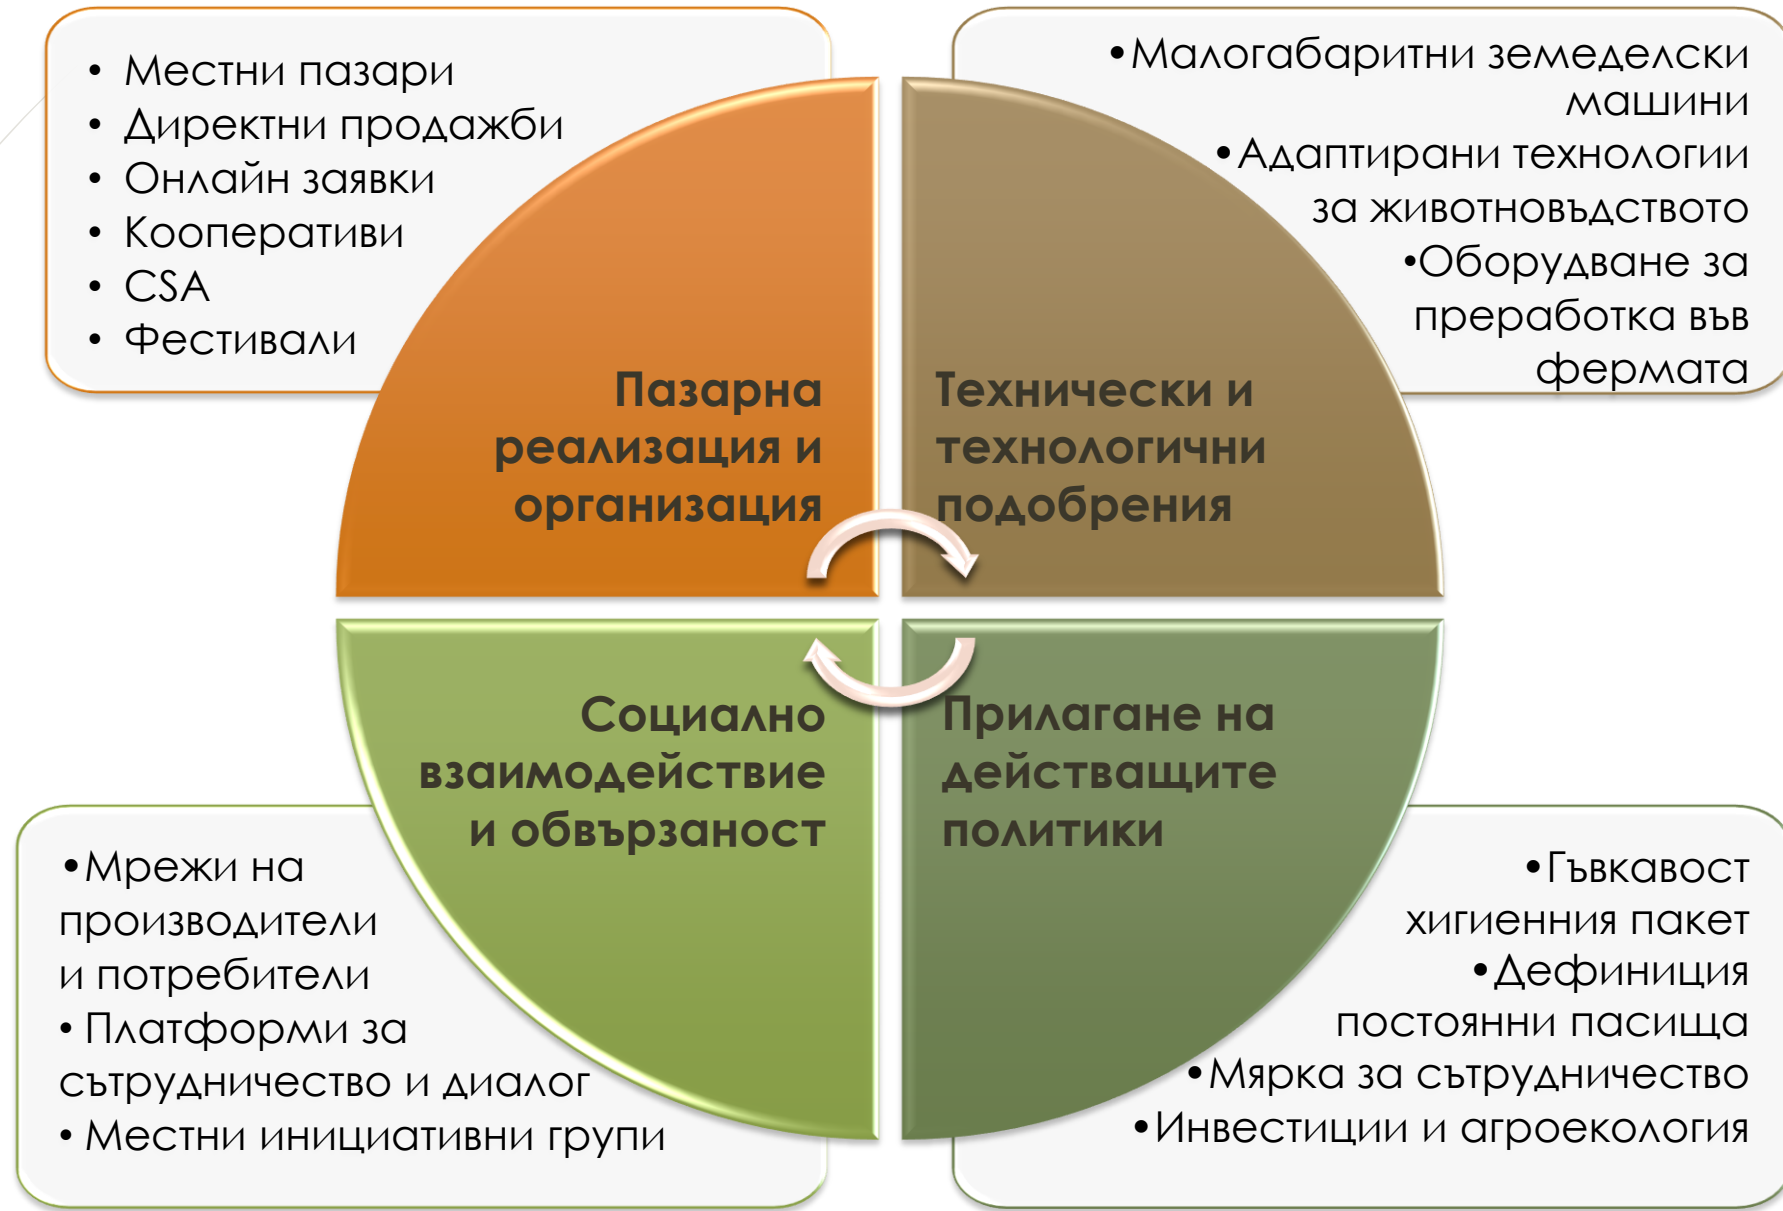 • Местни пазари
• Директни продажби
• Онлайн заявки
• Кооперативи
• CSA
• Фестивали
Пазарна
реализация и
организация
•Малогабаритни земеделски
машини
•Адаптирани технологии
за животновъдството
•Оборудване за
преработка във
фермата
Технически и
технологични
подобрения
Социално
взаимодействие
и обвързаност
•Мрежи на
производители
и потребители
• Платформи за
сътрудничество и диалог
• Местни инициативни групи
Прилагане на
действащите
политики
•Гъвкавост
хигиенния пакет
•Дефиниция
постоянни пасища
•Мярка за сътрудничество
•Инвестиции и агроекология